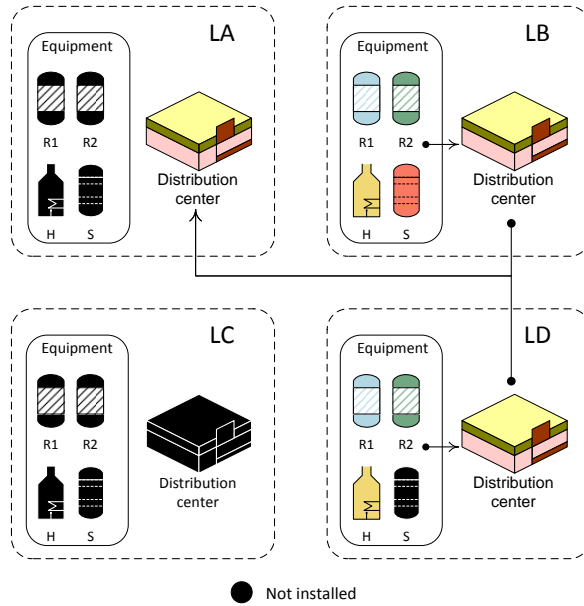 LA
Equipment
R1 R2
H S
Distribution
center
LB
Equipment
R1 R2
H S
Distribution
center
LC
Equipment
R1 R2
H S
Distribution
center
LD
Equipment
R1 R2
H S
Distribution
center
Not installed